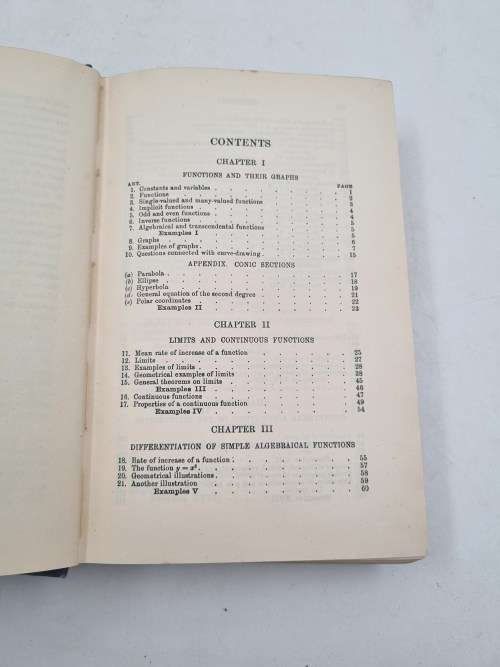 CONTENTS
CHAPTER I
FUNCTIONS AND THEIR GRAPHS
ART. PAGE
1. Constants and variables . . . . . . . . 1
2. Functions . . . . . . . . 1
3. Single-valued and many-valued functions . . . . . 2
4. Implicit functions . . . . . . . . 3
5. Odd and even functions . . . . . . . . 4
6. Inverse functions . . . . . . . . 4
7. Algebraical and transcendental functions . . . . . 5
Examples I . . . . . . 5
8. Graphs . . . . . . . . 6
9. Examples of graphs . . . . . . . . 7
10. Questions connected with curve-drawing . . . . . 15
APPENDIX. CONIC SECTIONS
(a) Parabola . . . . . . . . 17
(b) Ellipse . . . . . . . . 18
(c) Hyperbola . . . . . . . . 19
(d) General equation of the second degree . . . . . 21
(e) Polar coordinates . . . . . . . . 22
Examples II . . . . . . 23
CHAPTER II
LIMITS AND CONTINUOUS FUNCTIONS
11. Mean rate of increase of a function . . . . . . 25
12. Limits . . . . . . . . 27
13. Examples of limits . . . . . . . . 28
14. Geometrical examples of limits . . . . . . 38
15. General theorems on limits . . . . . . 45
Examples III . . . . . . 46
16. Continuous functions . . . . . . . . 47
17. Properties of a continuous function . . . . . . 49
Examples IV . . . . . . 54
CHAPTER III
DIFFERENTIATION OF SIMPLE ALGEBRAICAL FUNCTIONS
18. Rate of increase of a function . . . . . . 55
19. The function y = x². . . . . . . . 57
20. Geometrical illustrations . . . . . . . 58
21. Another illustration . . . . . . . 59
Examples V . . . . . . 60